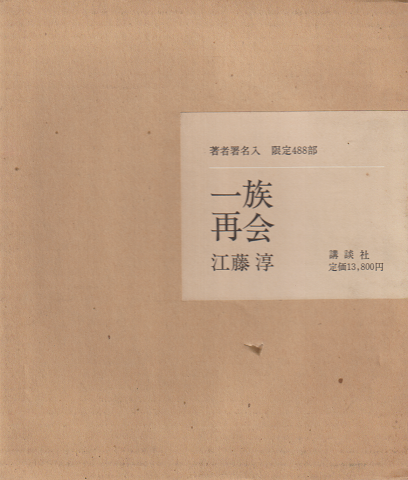 著者署名入　限定488部
一族
再会
江藤淳
講談社
定価13,800円